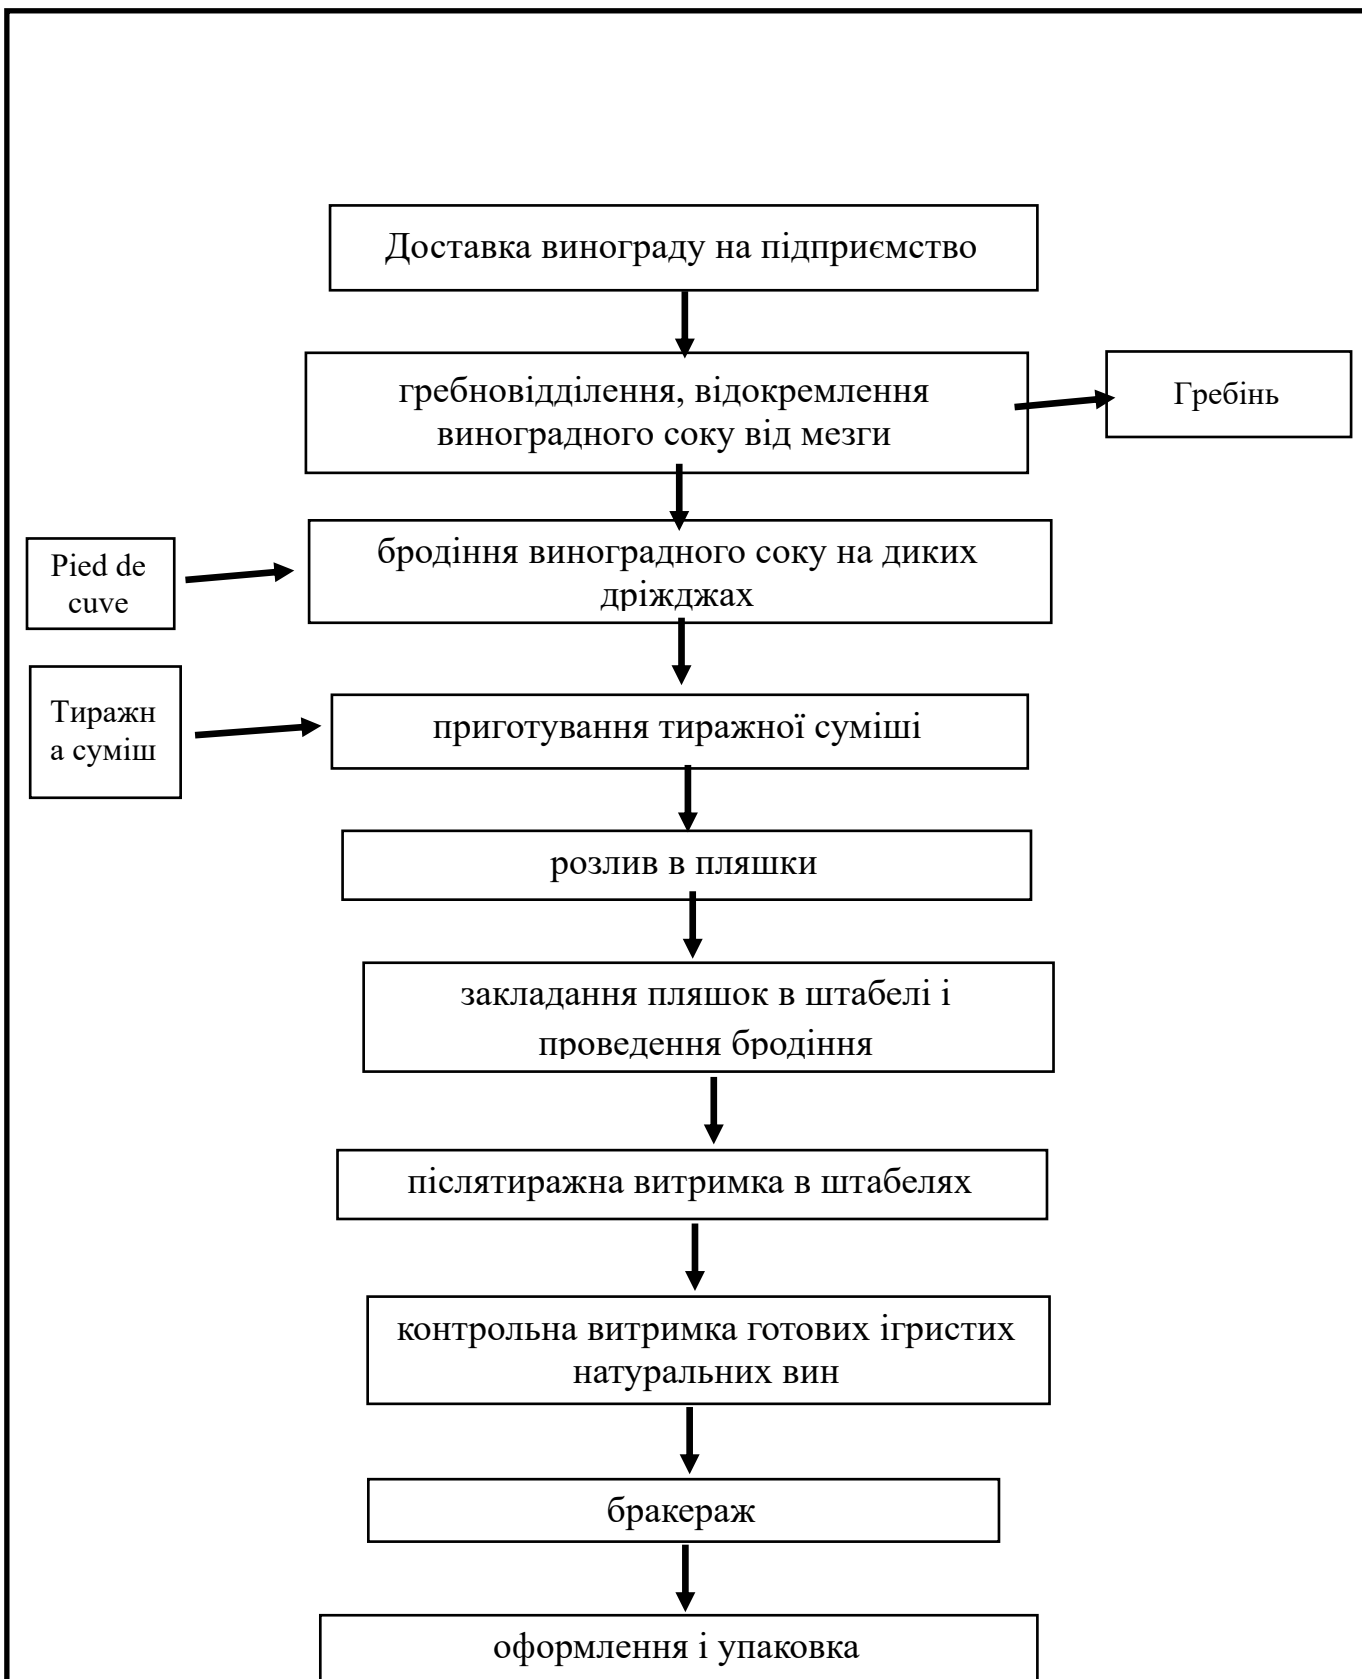 Доставка винограду на підприємство
гребновідділення, відокремлення
виноградного соку від мезги
Гребінь
Pied de
cuve
бродіння виноградного соку на диких
дріжджах
Тиражн
а суміш
приготування тиражної суміші
розлив в пляшки
закладання пляшок в штабелі і
проведення бродіння
післятиражна витримка в штабелях
контрольна витримка готових ігристих
натуральних вин
бракераж
оформлення і упаковка